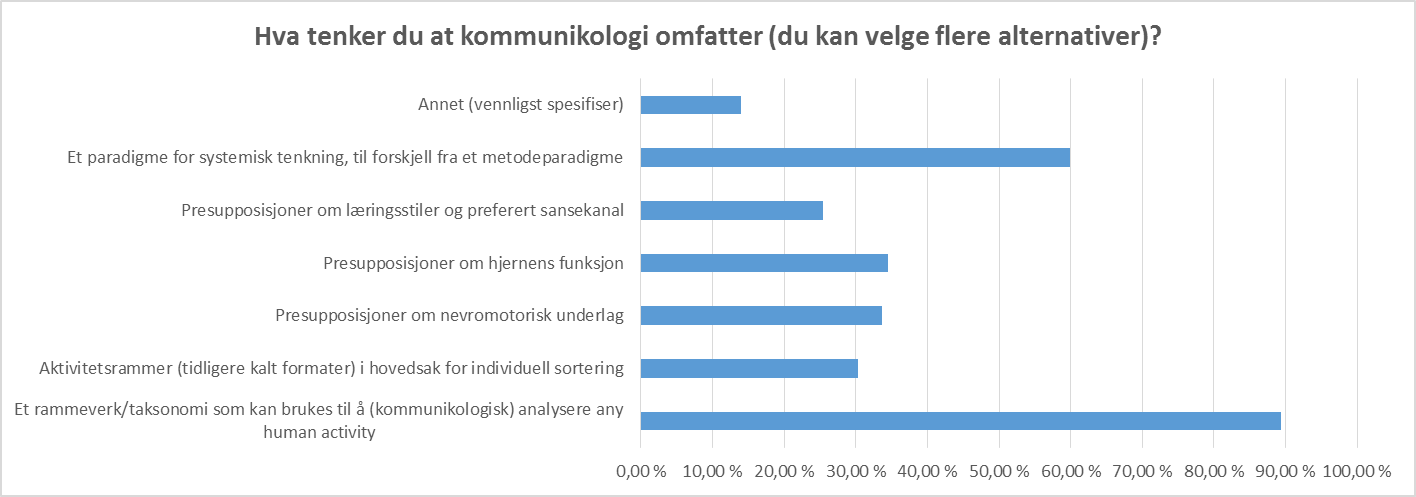 Hva tenker du at kommunikologi omfatter (du kan velge flere alternativer)?
Annet (vennligst spesifiser)
Et paradigme for systemisk tenkning, til forskjell fra et metodeparadigme
Presupposisjoner om læringsstiler og preferert sansekanal
Presupposisjoner om hjernens funksjon
Presupposisjoner om nevromotorisk underlag
Aktivitetsrammer (tidligere kalt formater) i hovedsak for individuell sortering
Et rammeverk/taksonomi som kan brukes til å (kommunikologisk) analysere any
human activity
0,00 % 10,00 % 20,00 % 30,00 % 40,00 % 50,00 % 60,00 % 70,00 % 80,00 % 90,00 % 100,00 %